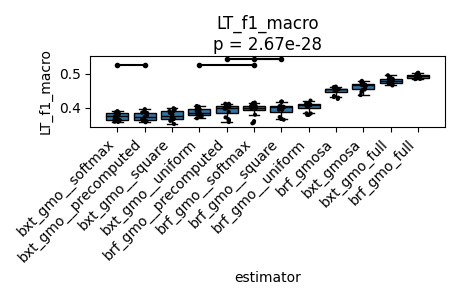 LT_f1_macro
p = 2.67e-28
LT_f1_macro
0.5
0.4
bxt_gmo__softmax
bxt_gmo__precomputed
bxt_gmo__square
bxt_gmo__uniform
brf_gmo__precomputed
brf_gmo__softmax
brf_gmo__square
brf_gmo__uniform
brf_gmosa
bxt_gmosa
bxt_gmo_full
brf_gmo_full
estimator